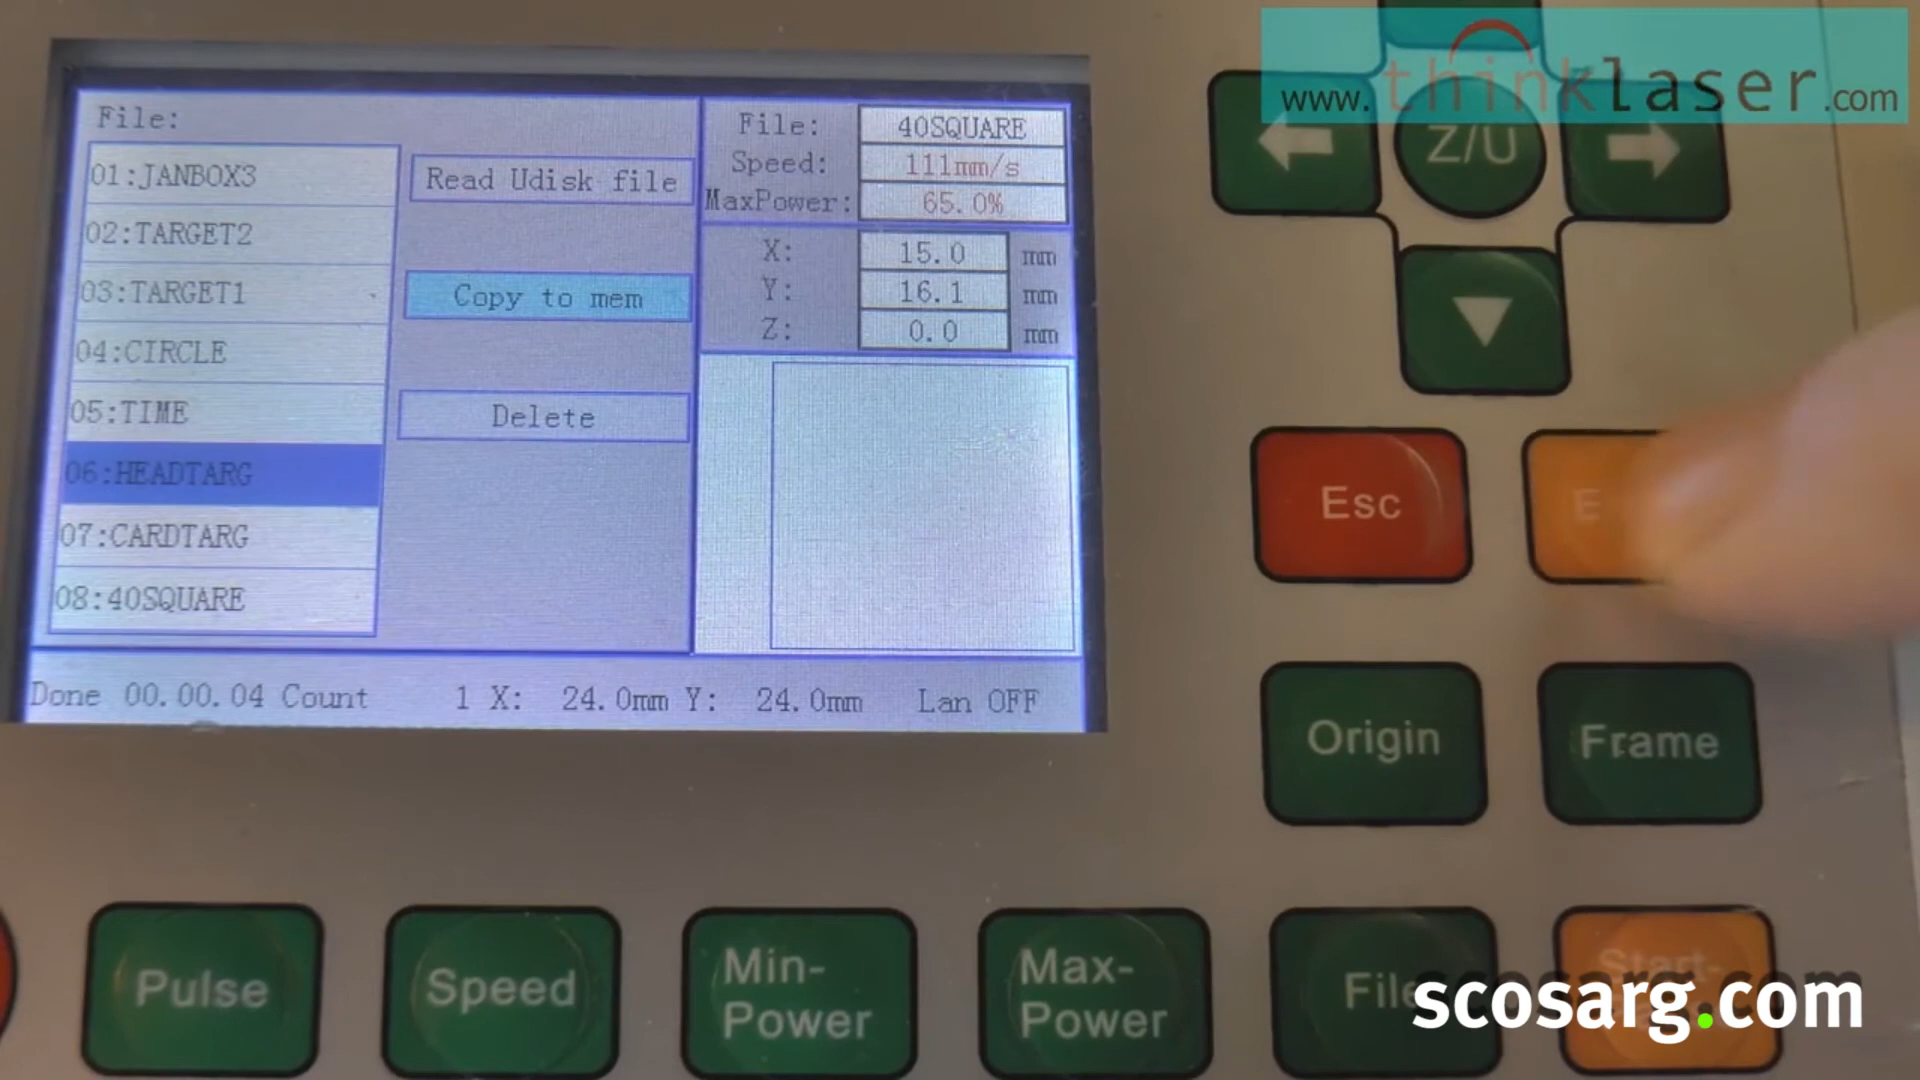 www.thinklaser.com
File:
01:JANBOX3
02:TARGET2
03:TARGET1
04:CIRCLE
05:TIME
06:HEADTARG
07:CARDTARG
08:40SQUARE
Read Udisk file
Copy to mem
Delete
File: 40SQUARE
Speed: 111mm/s
MaxPower: 65.0%
X: 15.0 mm
Y: 16.1 mm
Z: 0.0 mm
Done 00.00.04 Count 1 X: 24.0mm Y: 24.0mm Lan OFF
Z/U
Esc
Origin
Frame
Pulse
Speed
Min-
Power
Max-
Power
File
Start-
scosarg.com